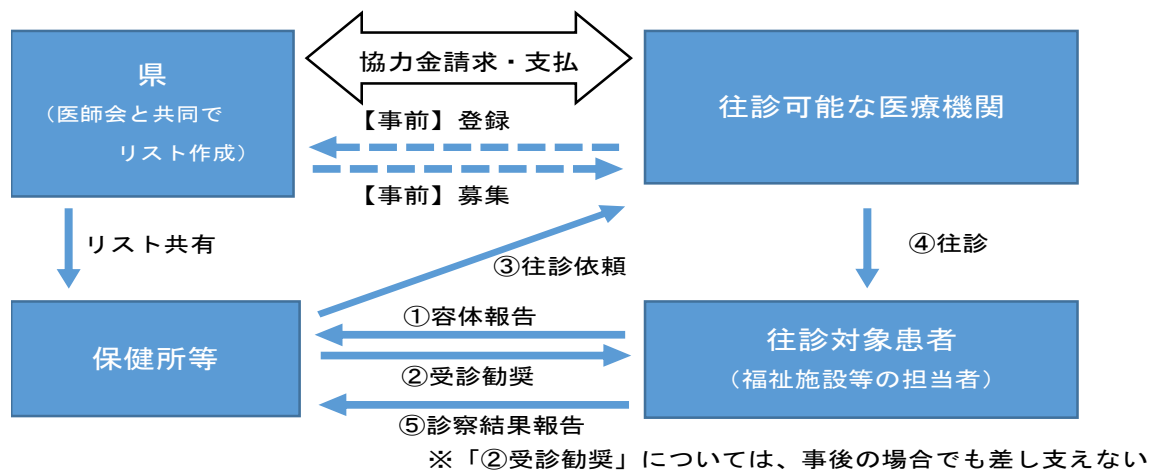 協力金請求・支払
県
（医師会と共同で
リスト作成）
往診可能な医療機関
【事前】登録
【事前】募集
リスト共有
④往診
③往診依頼
①容体報告
保健所等
②受診勧奨
往診対象患者
（福祉施設等の担当者）
⑤診察結果報告
※「②受診勧奨」については、事後の場合でも差し支えない